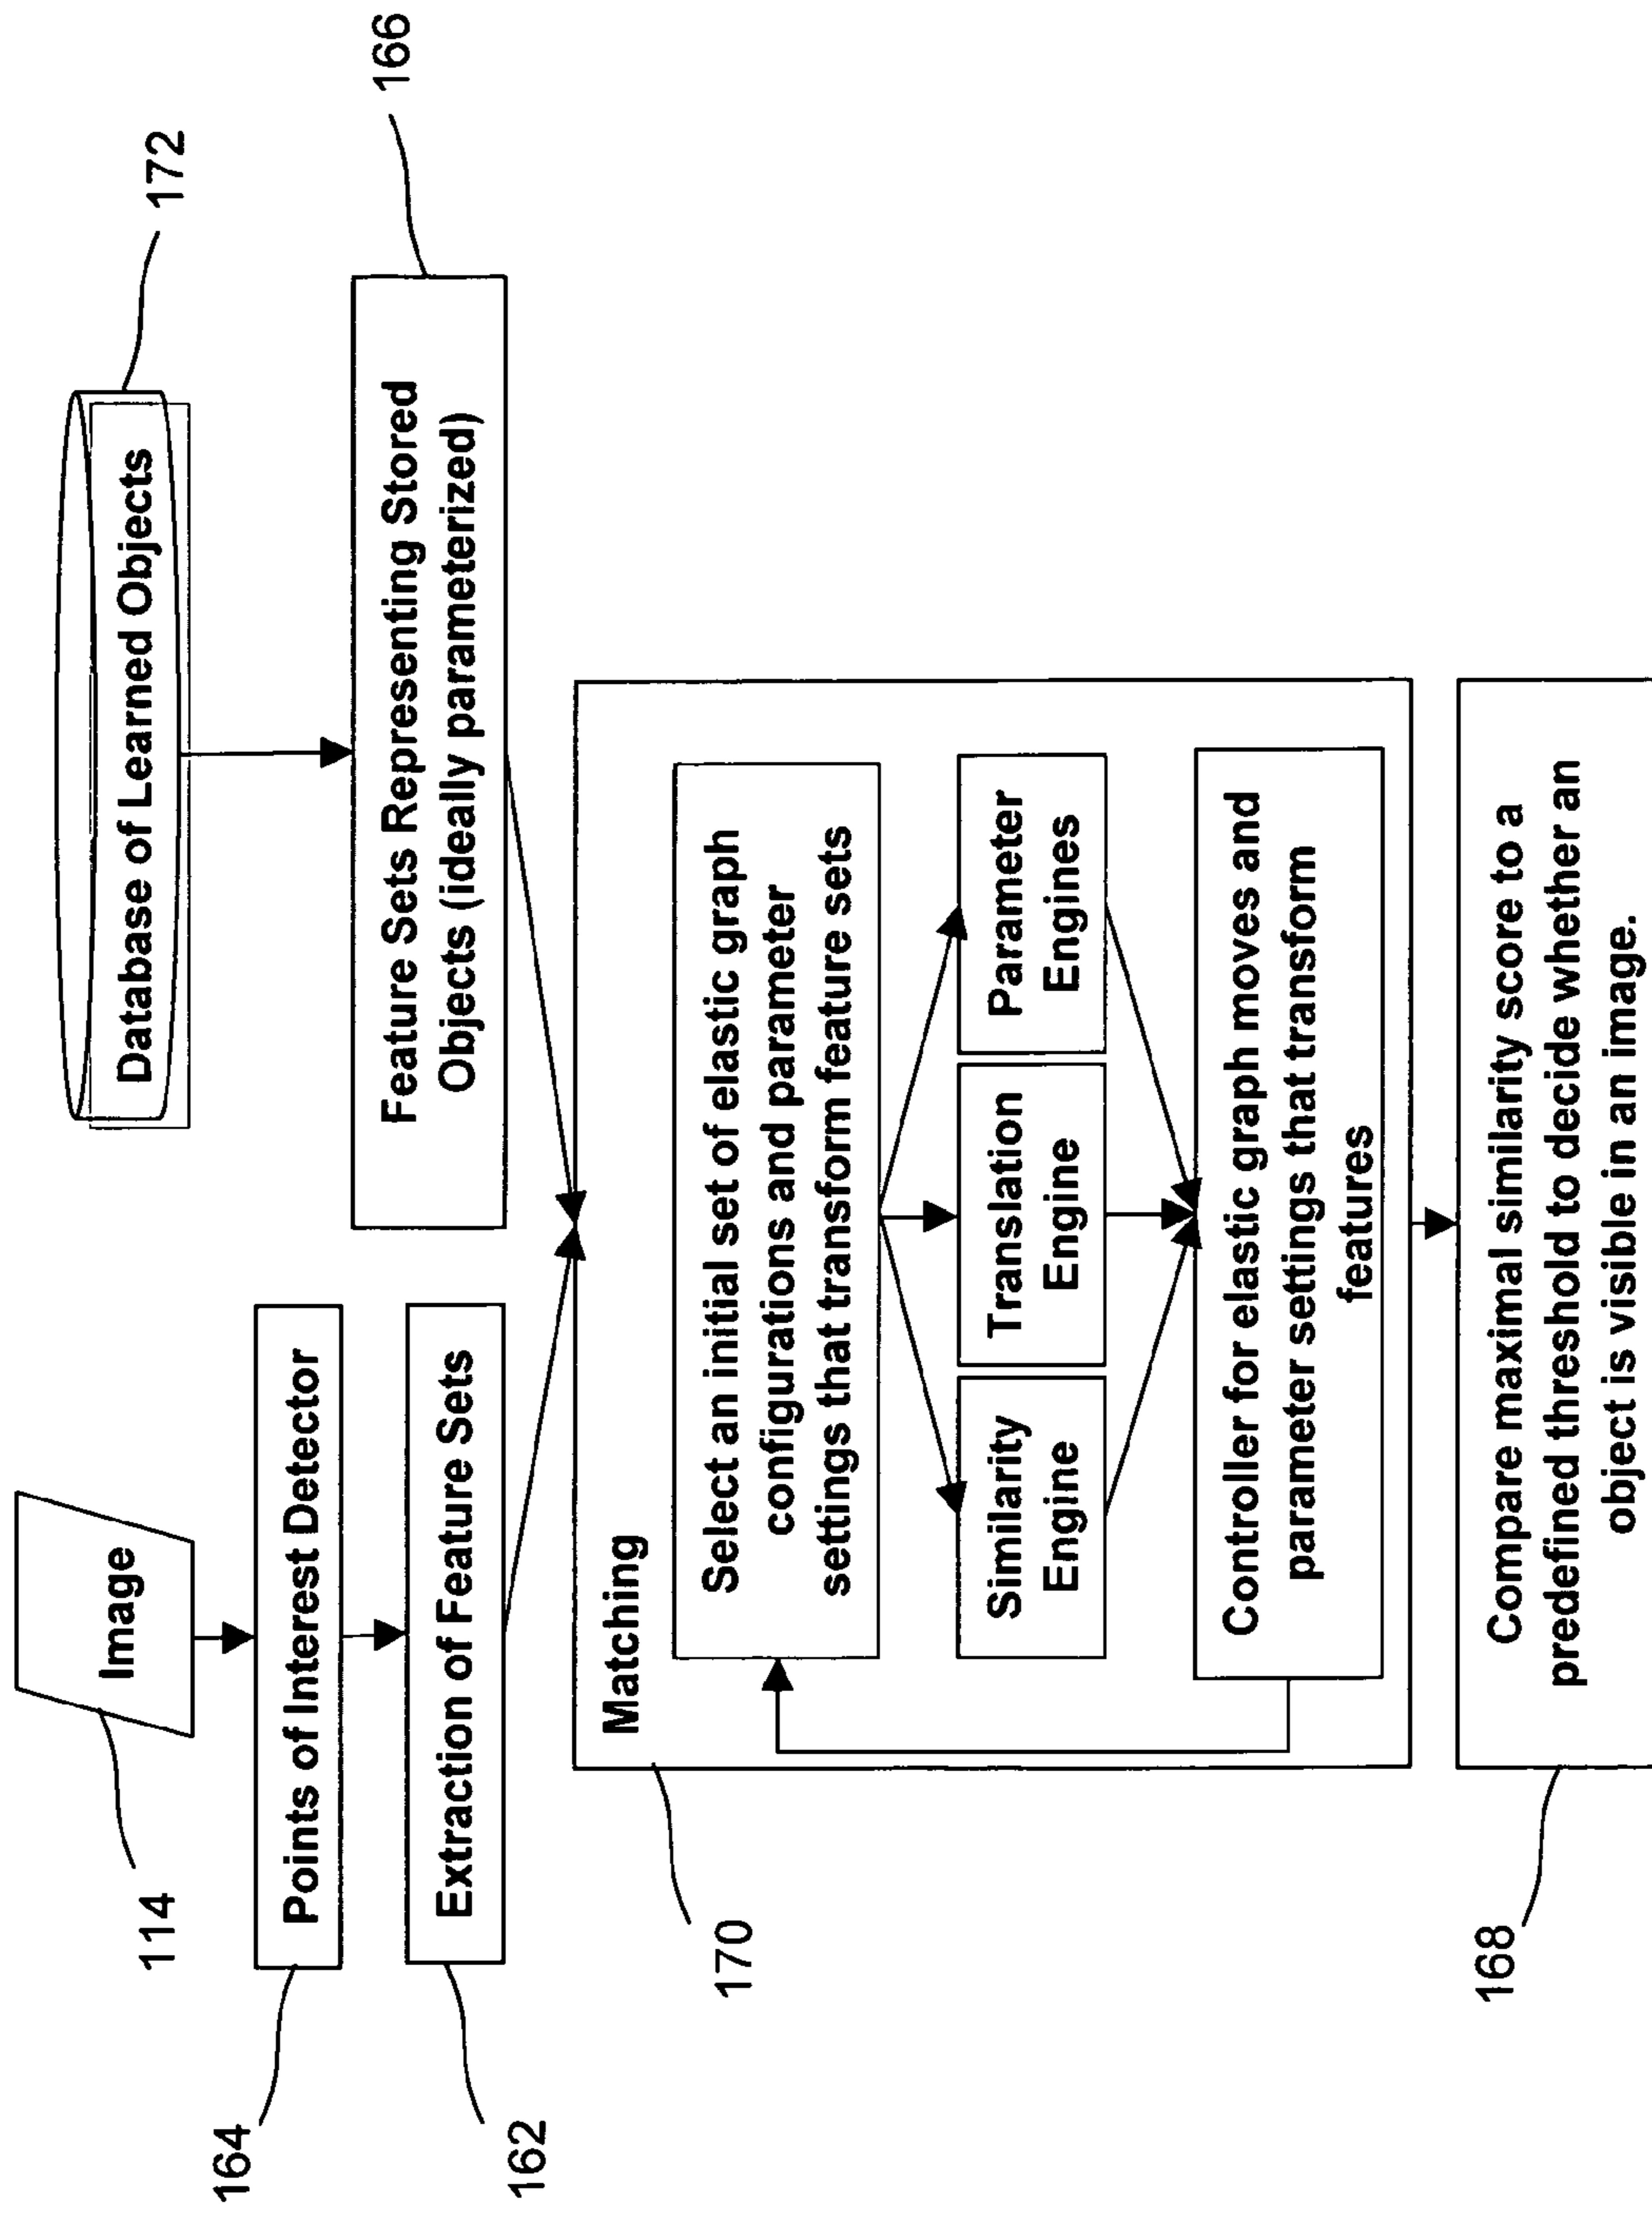 114
Image
172
Database of Learned Objects
164
Points of Interest Detector
162
Extraction of Feature Sets
166
Feature Sets Representing Stored
Objects (ideally parameterized)
170
Matching
Select an initial set of elastic graph
configurations and parameter
settings that transform feature sets
Similarity
Engine
Translation
Engine
Parameter
Engines
Controller for elastic graph moves and
parameter settings that transform
features
168
Compare maximal similarity score to a
predefined threshold to decide whether an
object is visible in an image.